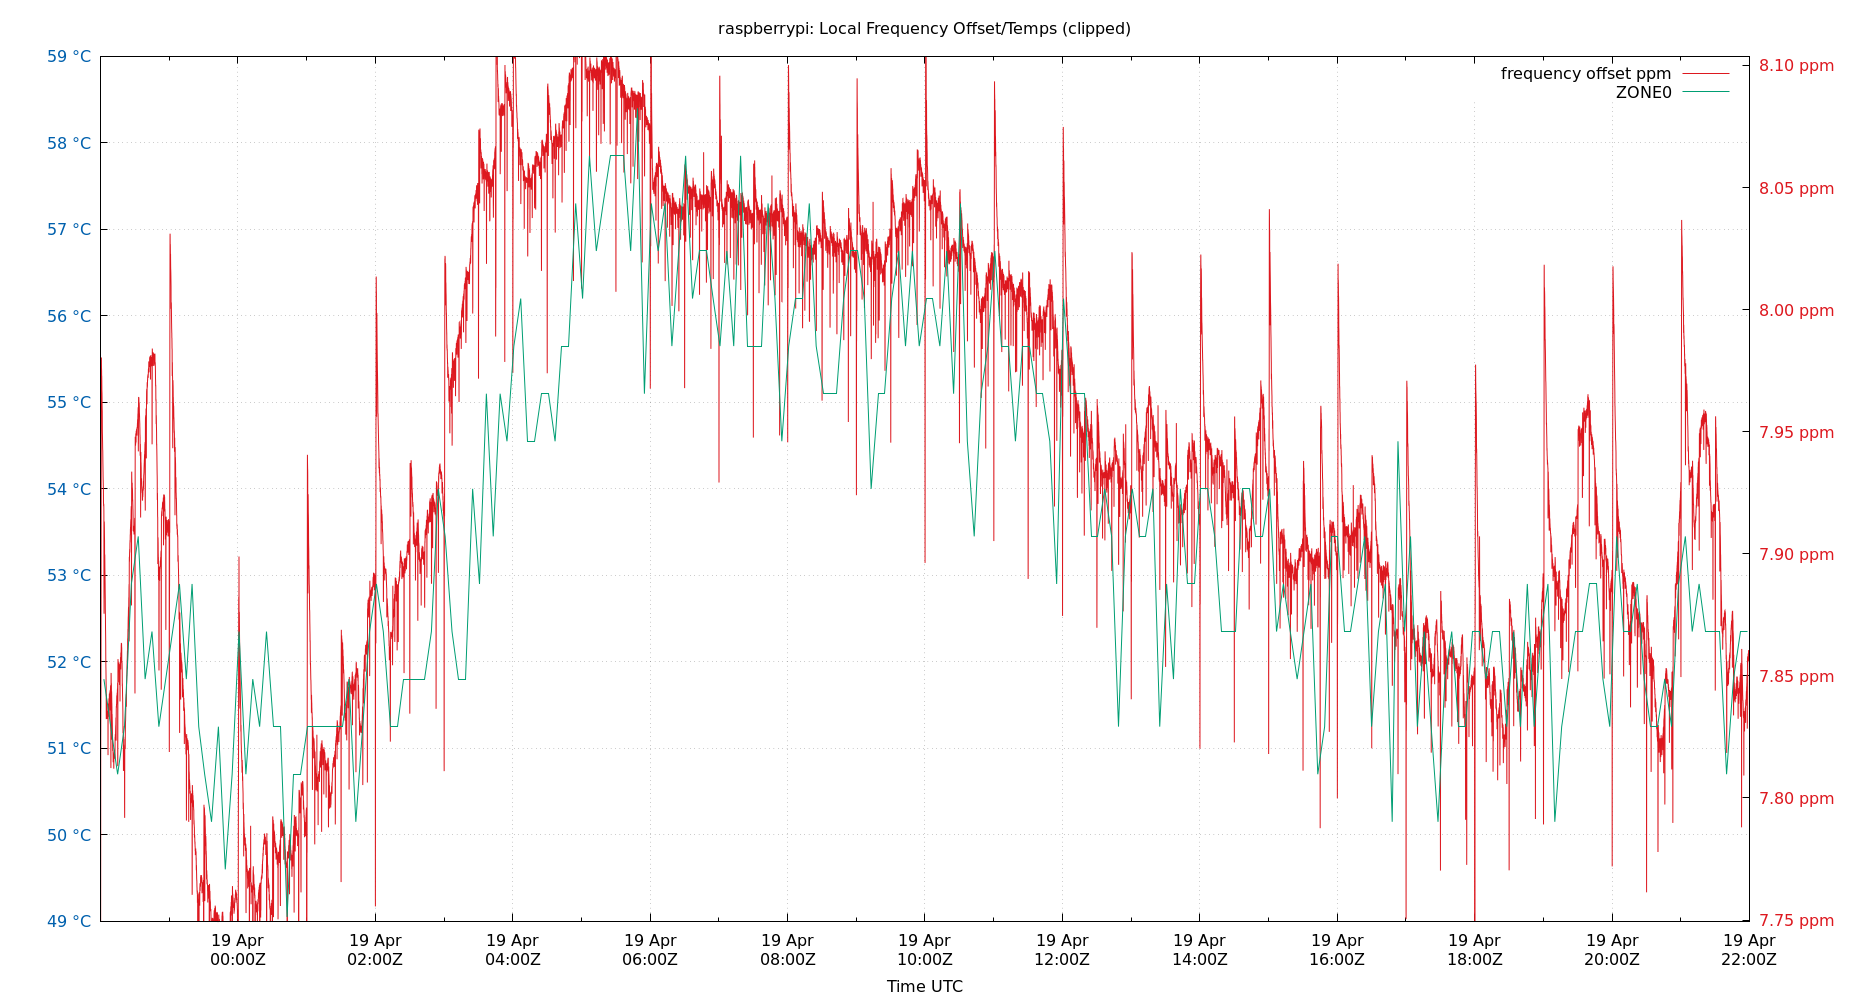 raspberrypi: Local Frequency Offset/Temps (clipped)
59 °C
58 °C
57 °C
56 °C
55 °C
54 °C
53 °C
52 °C
51 °C
50 °C
49 °C
frequency offset ppm
ZONE0
8.10 ppm
8.05 ppm
8.00 ppm
7.95 ppm
7.90 ppm
7.85 ppm
7.80 ppm
7.75 ppm
19 Apr
00:00Z
19 Apr
02:00Z
19 Apr
04:00Z
19 Apr
06:00Z
19 Apr
08:00Z
19 Apr
10:00Z
19 Apr
12:00Z
19 Apr
14:00Z
19 Apr
16:00Z
19 Apr
18:00Z
19 Apr
20:00Z
19 Apr
22:00Z
Time UTC